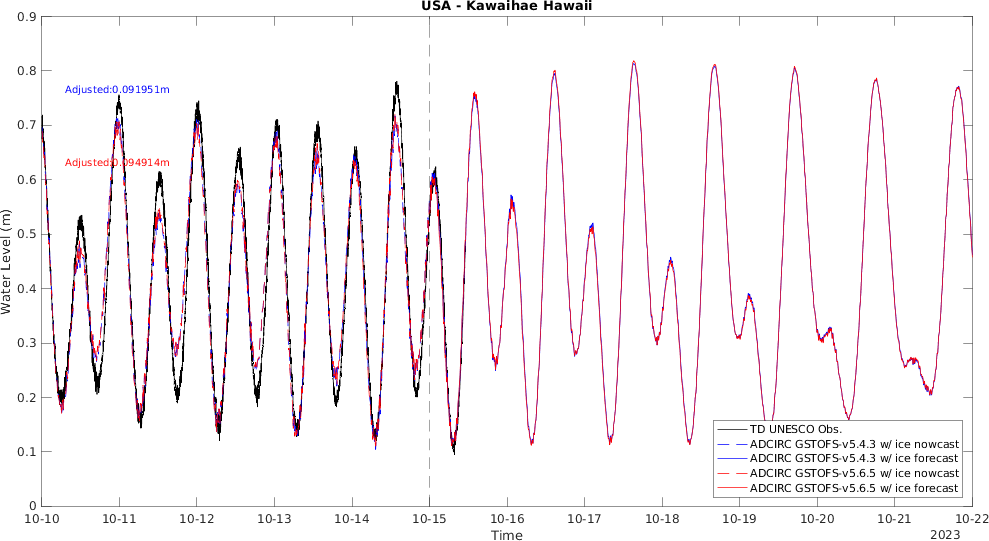 USA - Kawaihae Hawaii
0.9
0.8
0.7
0.6
0.5
0.4
0.3
0.2
0.1
0
Water Level (m)
Adjusted:0.091951m
Adjusted:0.094914m
TD UNESCO Obs.
ADCIRC GSTOFS-v5.4.3 w/ ice nowcast
ADCIRC GSTOFS-v5.4.3 w/ ice forecast
ADCIRC GSTOFS-v5.6.5 w/ ice nowcast
ADCIRC GSTOFS-v5.6.5 w/ ice forecast
10-10 10-11 10-12 10-13 10-14 10-15 10-16 10-17 10-18 10-19 10-20 10-21 10-22
Time
2023